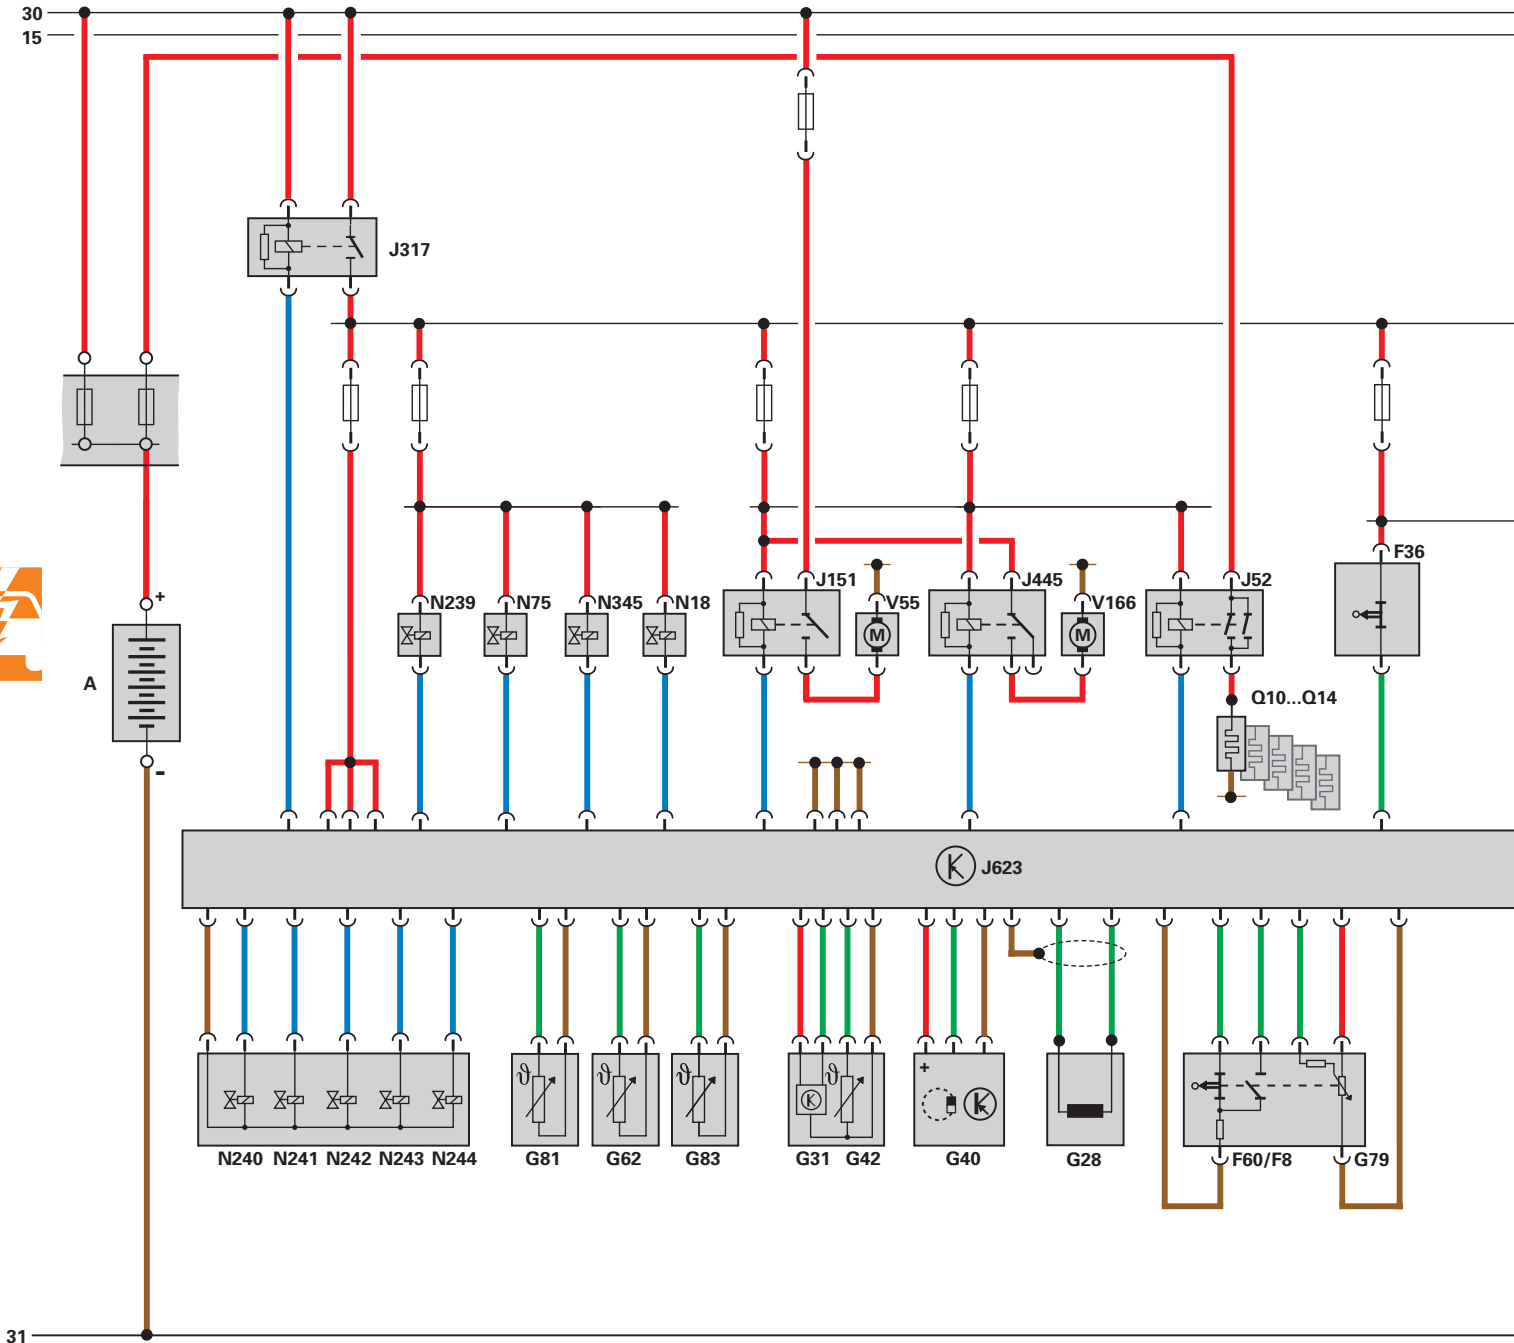 30
15
J317
F36
J151
J445
J52
N239
N75
N345
N18
V55
V166
M
M
+
A
Q10...Q14
-
J623
ϑ
ϑ
ϑ
ϑ
+
N240 N241 N242 N243 N244
G81
G62
G83
G31 G42
G40
G28
F60/F8
G79
31